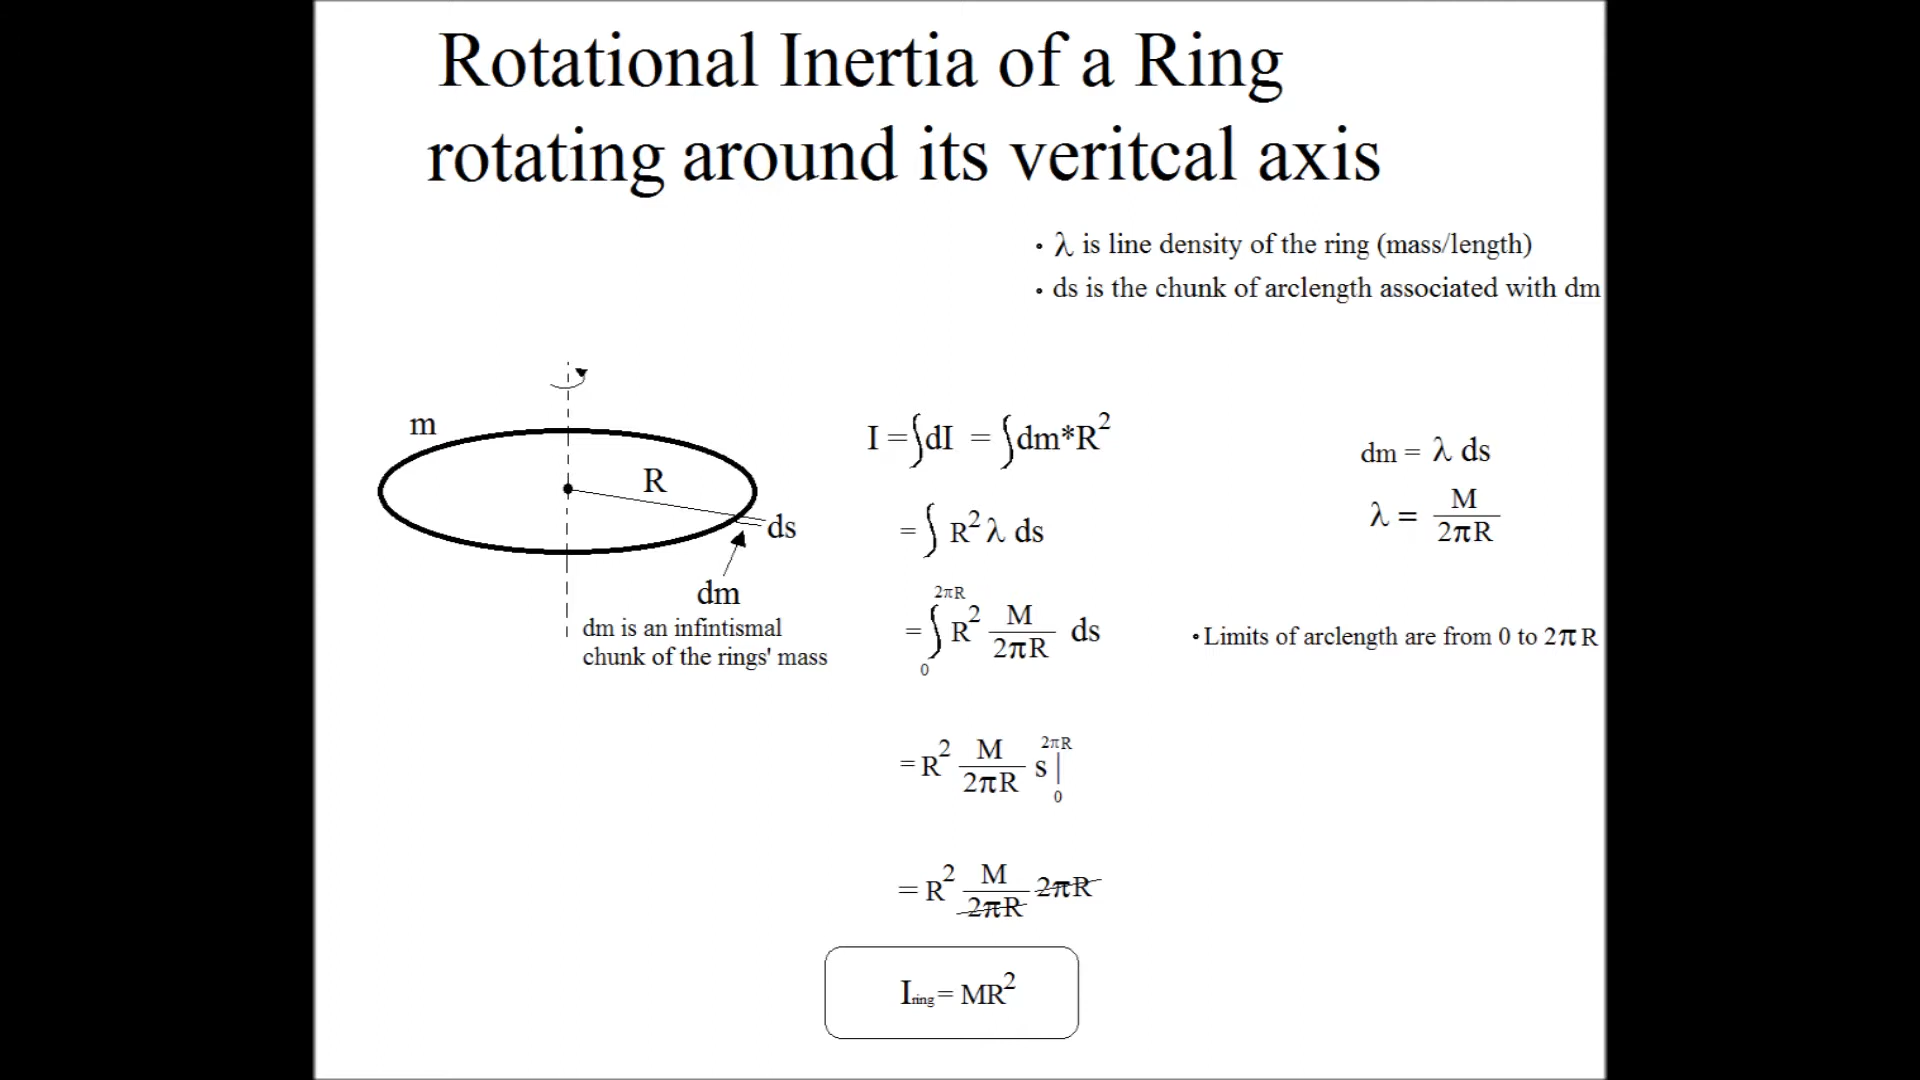 Rotational Inertia of a Ring
rotating around its veritcal axis
• λ is line density of the ring (mass/length)
• ds is the chunk of arclength associated with dm
m
R
ds
dm
dm is an infintismal
chunk of the rings' mass
I = ∫dI = ∫dm*R²
= ∫ R² λ ds
= ∫₀^{2πR} R² M/2πR ds
= R² M/2πR s|₀^{2πR}
= R² M/2πR 2πR
I_ring = MR²
dm = λ ds
λ = M/2πR
• Limits of arclength are from 0 to 2πR